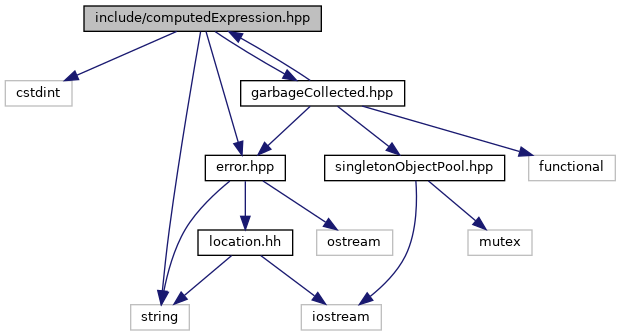 include/computedExpression.hpp
cstdint
garbageCollected.hpp
error.hpp
singletonObjectPool.hpp
functional
location.hh
ostream
mutex
string
iostream